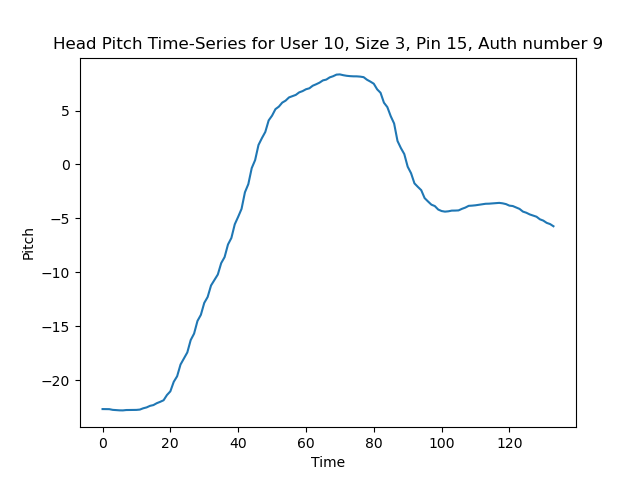 Head Pitch Time-Series for User 10, Size 3, Pin 15, Auth number 9
5
0
−5
−10
−15
−20
Pitch
0 20 40 60 80 100 120
Time